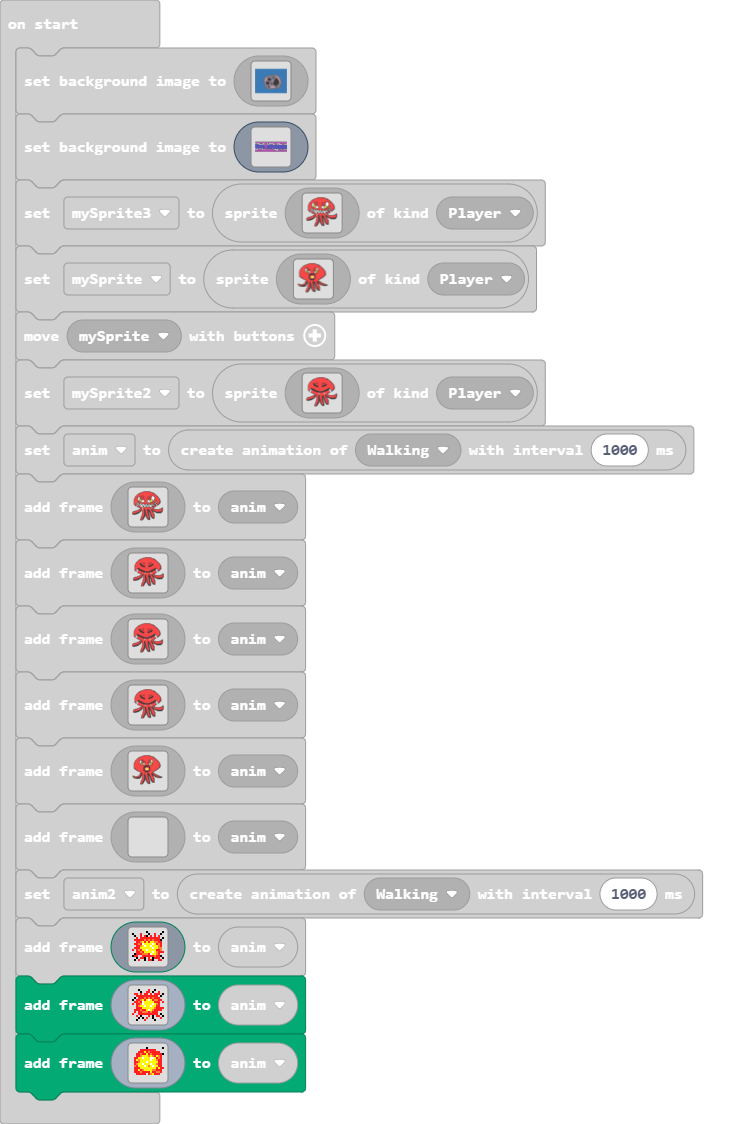 on start
set background image to
set background image to
set mySprite3 to sprite of kind Player
set mySprite to sprite of kind Player
move mySprite with buttons
set mySprite2 to sprite of kind Player
set anim to create animation of Walking with interval 1000 ms
add frame to anim
add frame to anim
add frame to anim
add frame to anim
add frame to anim
add frame to anim
set anim2 to create animation of Walking with interval 1000 ms
add frame to anim
add frame to anim
add frame to anim